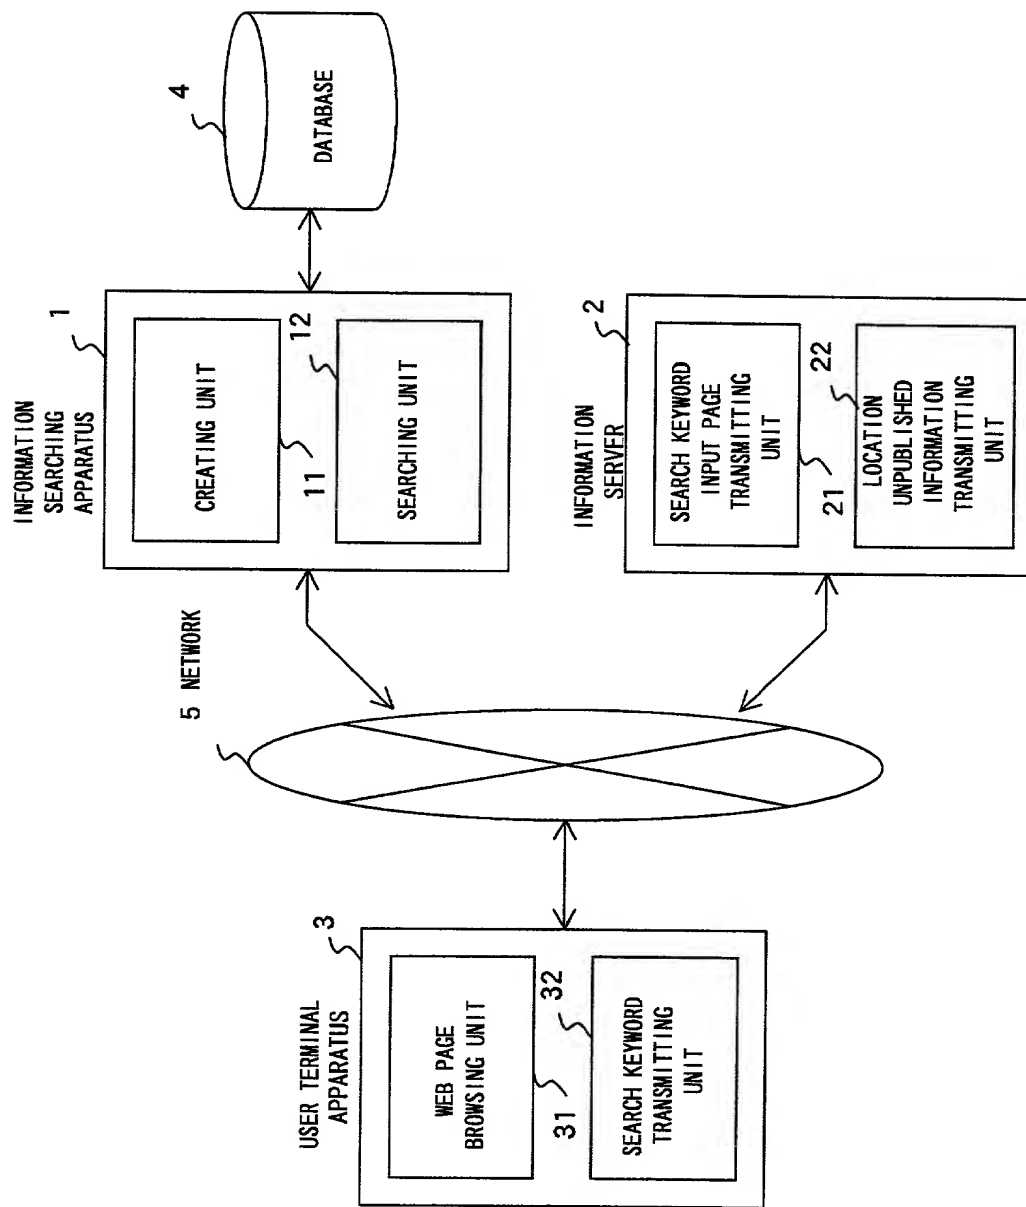 USER TERMINAL
APPARATUS
3
WEB PAGE
BROWSING UNIT
31
32
SEARCH KEYWORD
TRANSMITTING
UNIT
5 NETWORK
INFORMATION
SEARCHING
APPARATUS
1
CREATING UNIT
11
12
SEARCHING UNIT
4
DATABASE
INFORMATION
SERVER
2
SEARCH KEYWORD
INPUT PAGE
TRANSMITTING
UNIT
21
22
LOCATION
UNPUBLISHED
INFORMATION
TRANSMITTING
UNIT